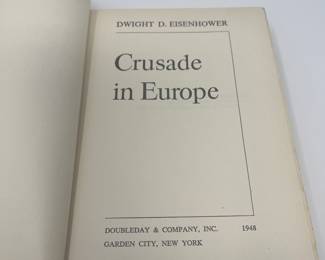 DWIGHT D. EISENHOWER
Crusade
in Europe
DOUBLEDAY & COMPANY, INC. 1948
GARDEN CITY, NEW YORK